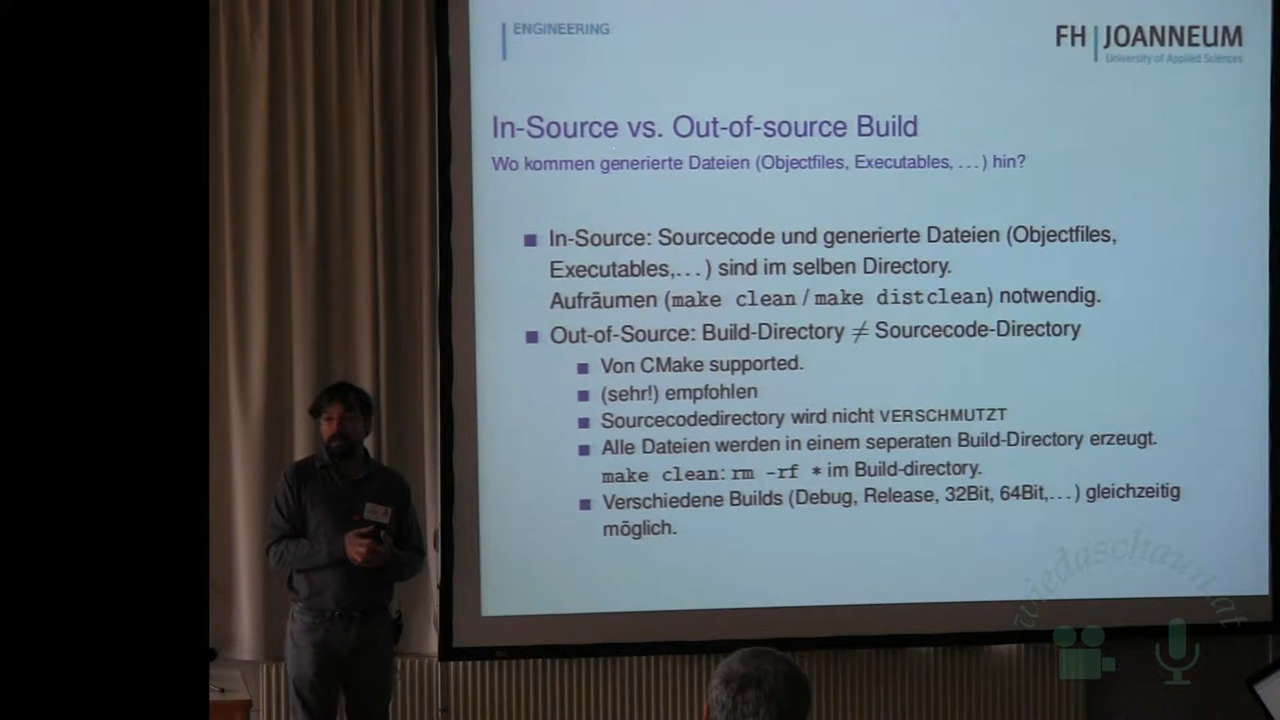 ENGINEERING
FH JOANNEUM
University of Applied Sciences
In-Source vs. Out-of-source Build
Wo kommen generierte Dateien (Objectfiles, Executables, ...) hin?
In-Source: Sourcecode und generierte Dateien (Objectfiles,
Executables,...) sind im selben Directory.
Aufräumen (make clean / make distclean) notwendig.
Out-of-Source: Build-Directory ≠ Sourcecode-Directory
Von CMake supported.
(sehr!) empfohlen
Sourcecodedirectory wird nicht VERSCHMUTZT
Alle Dateien werden in einem seperaten Build-Directory erzeugt.
make clean: rm -rf * im Build-directory.
Verschiedene Builds (Debug, Release, 32Bit, 64Bit,...) gleichzeitig
möglich.
wiedaschaun.at